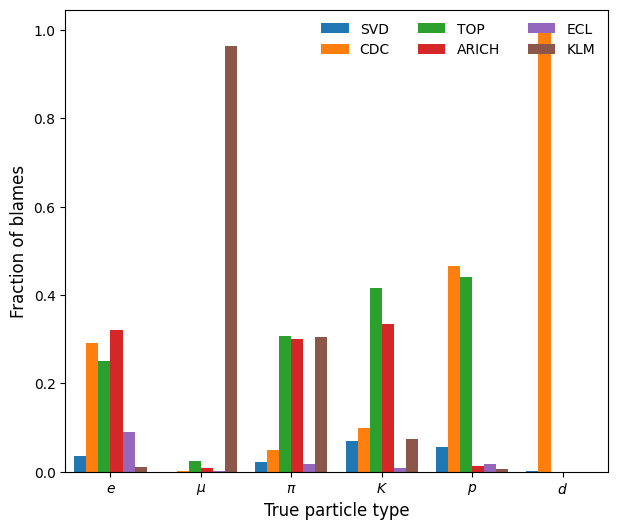 SVD TOP ECL
CDC ARICH KLM
1.0
0.8
0.6
0.4
0.2
0.0
Fraction of blames
e μ π K p d
True particle type